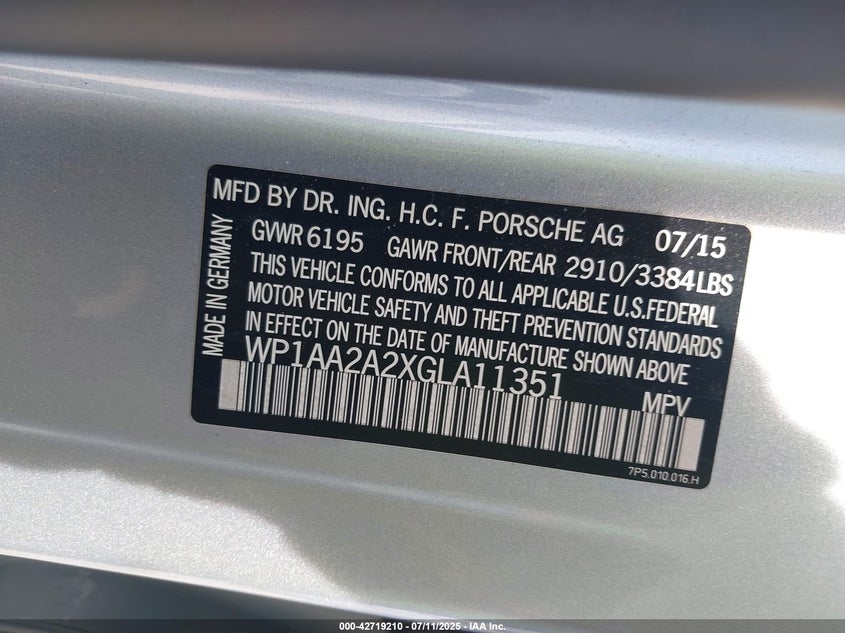 MFD BY DR. ING. H.C. F. PORSCHE AG 07/15
GVWR 6195 GAWR FRONT/REAR 2910/3384LBS
THIS VEHICLE CONFORMS TO ALL APPLICABLE U.S.FEDERAL
MOTOR VEHICLE SAFETY AND THEFT PREVENTION STANDARDS
IN EFFECT ON THE DATE OF MANUFACTURE SHOWN ABOVE
WP1AA2A2XGLA11351 MPV
7P5.010.016.H
MADE IN GERMANY
000-42719210 - 07/11/2025 - © IAA Inc.